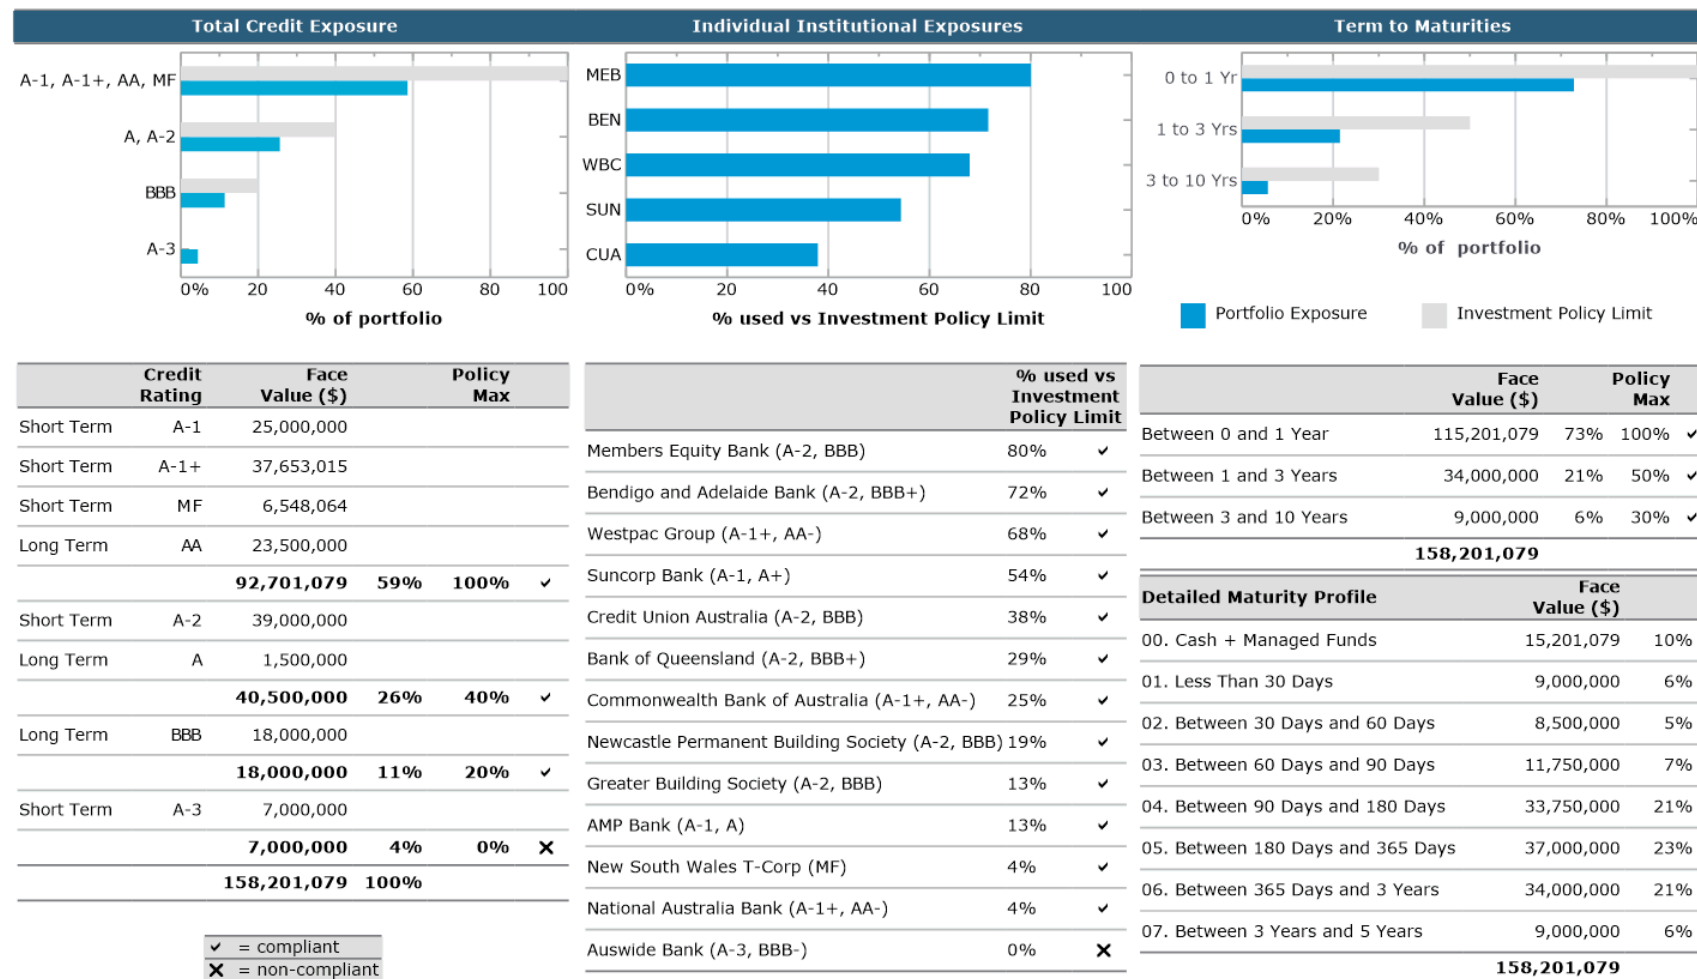 Total Credit Exposure
A-1, A-1+, AA, MF
A, A-2
BBB
A-3
0% 20 40 60 80 100
% of portfolio
Individual Institutional Exposures
MEB
BEN
WBC
SUN
CUA
0% 20 40 60 80 100
% used vs Investment Policy Limit
Term to Maturities
0 to 1 Yr
1 to 3 Yrs
3 to 10 Yrs
0% 20% 40% 60% 80% 100%
% of portfolio
Portfolio Exposure Investment Policy Limit
Credit Face Policy
Rating Value ($) Max
Short Term A-1 25,000,000
Short Term A-1+ 37,653,015
Short Term MF 6,548,064
Long Term AA 23,500,000
92,701,079 59% 100% ✔
Short Term A-2 39,000,000
Long Term A 1,500,000
40,500,000 26% 40% ✔
Long Term BBB 18,000,000
18,000,000 11% 20% ✔
Short Term A-3 7,000,000
7,000,000 4% 0% ✖
158,201,079 100%
✔ = compliant
✖ = non-compliant
% used vs
Investment
Policy Limit
Members Equity Bank (A-2, BBB) 80% ✔
Bendigo and Adelaide Bank (A-2, BBB+) 72% ✔
Westpac Group (A-1+, AA-) 68% ✔
Suncorp Bank (A-1, A+) 54% ✔
Credit Union Australia (A-2, BBB) 38% ✔
Bank of Queensland (A-2, BBB+) 29% ✔
Commonwealth Bank of Australia (A-1+, AA-) 25% ✔
Newcastle Permanent Building Society (A-2, BBB) 19% ✔
Greater Building Society (A-2, BBB) 13% ✔
AMP Bank (A-1, A) 13% ✔
New South Wales T-Corp (MF) 4% ✔
National Australia Bank (A-1+, AA-) 4% ✔
Auswide Bank (A-3, BBB-) 0% ✖
Face Policy
Value ($) Max
Between 0 and 1 Year 115,201,079 73% 100% ✔
Between 1 and 3 Years 34,000,000 21% 50% ✔
Between 3 and 10 Years 9,000,000 6% 30% ✔
158,201,079
Detailed Maturity Profile Face
Value ($)
00. Cash + Managed Funds 15,201,079 10%
01. Less Than 30 Days 9,000,000 6%
02. Between 30 Days and 60 Days 8,500,000 5%
03. Between 60 Days and 90 Days 11,750,000 7%
04. Between 90 Days and 180 Days 33,750,000 21%
05. Between 180 Days and 365 Days 37,000,000 23%
06. Between 365 Days and 3 Years 34,000,000 21%
07. Between 3 Years and 5 Years 9,000,000 6%
158,201,079